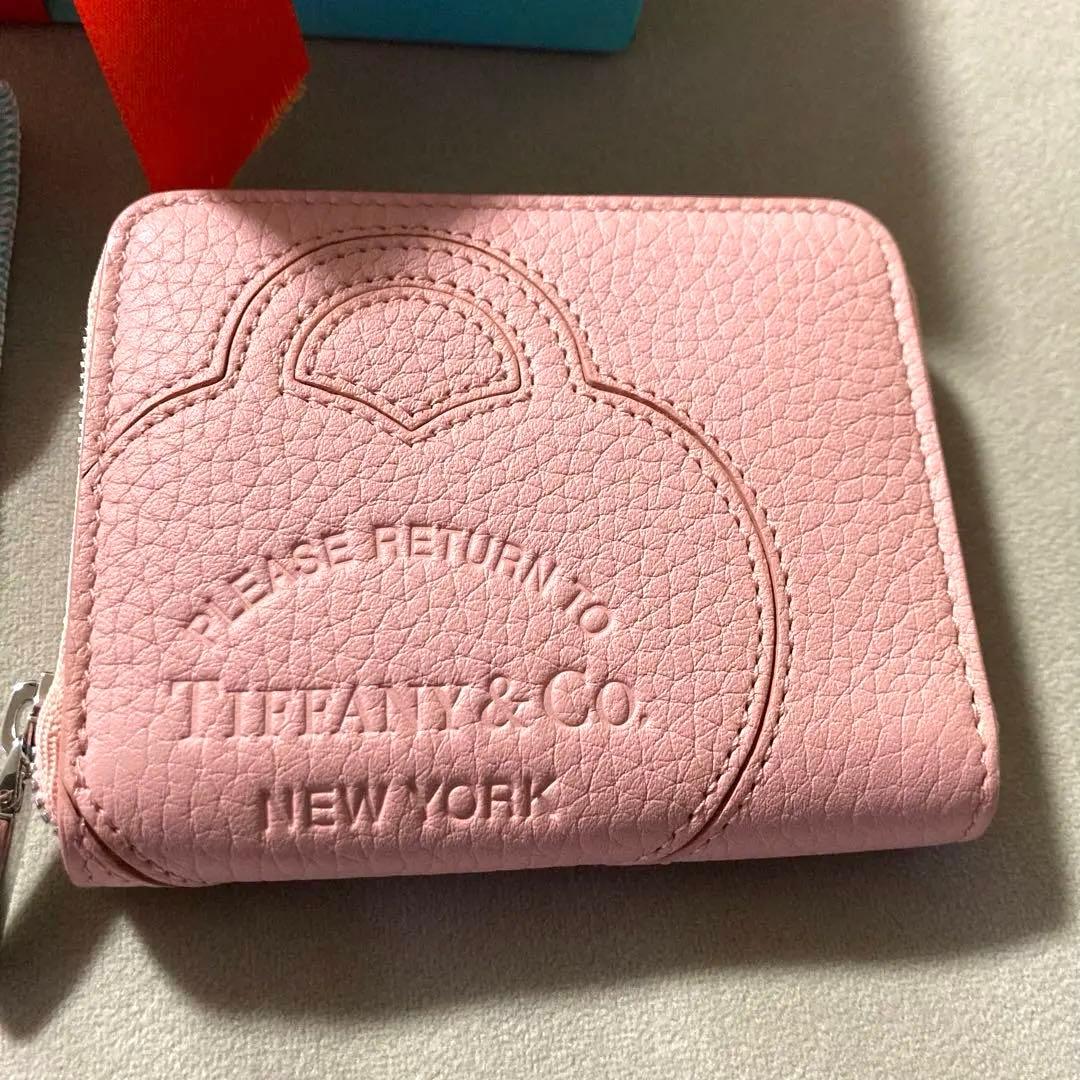 PLEASE RETURN TO
TIFFANY & CO.
NEW YORK